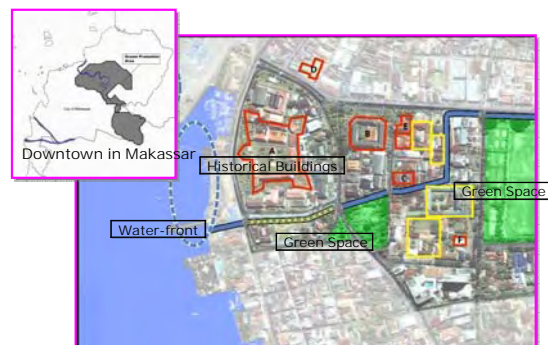 Downtown in Makassar
D
A
B
E
Historical Buildings
C
Green Space
Water-front
Green Space
F